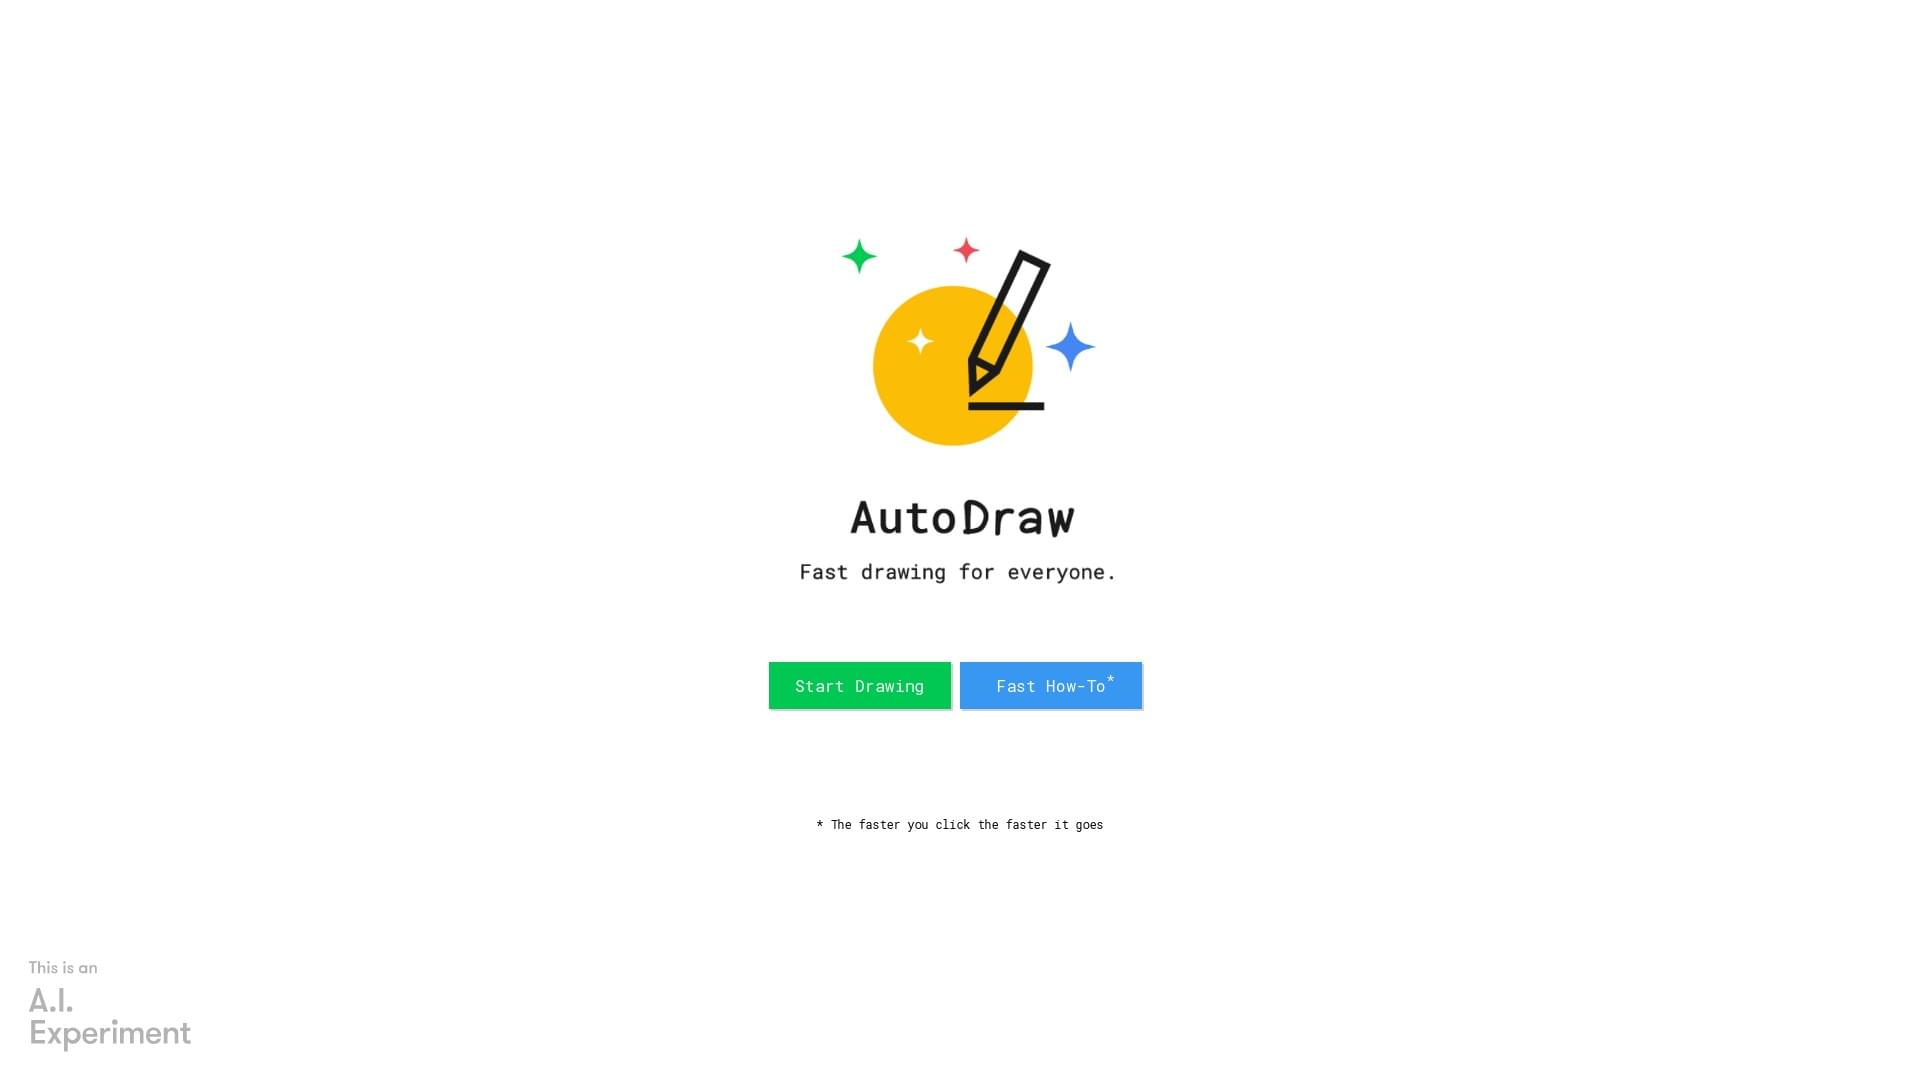 AutoDraw
Fast drawing for everyone.
Start Drawing
Fast How-To*
* The faster you click the faster it goes
This is an
A.I.
Experiment